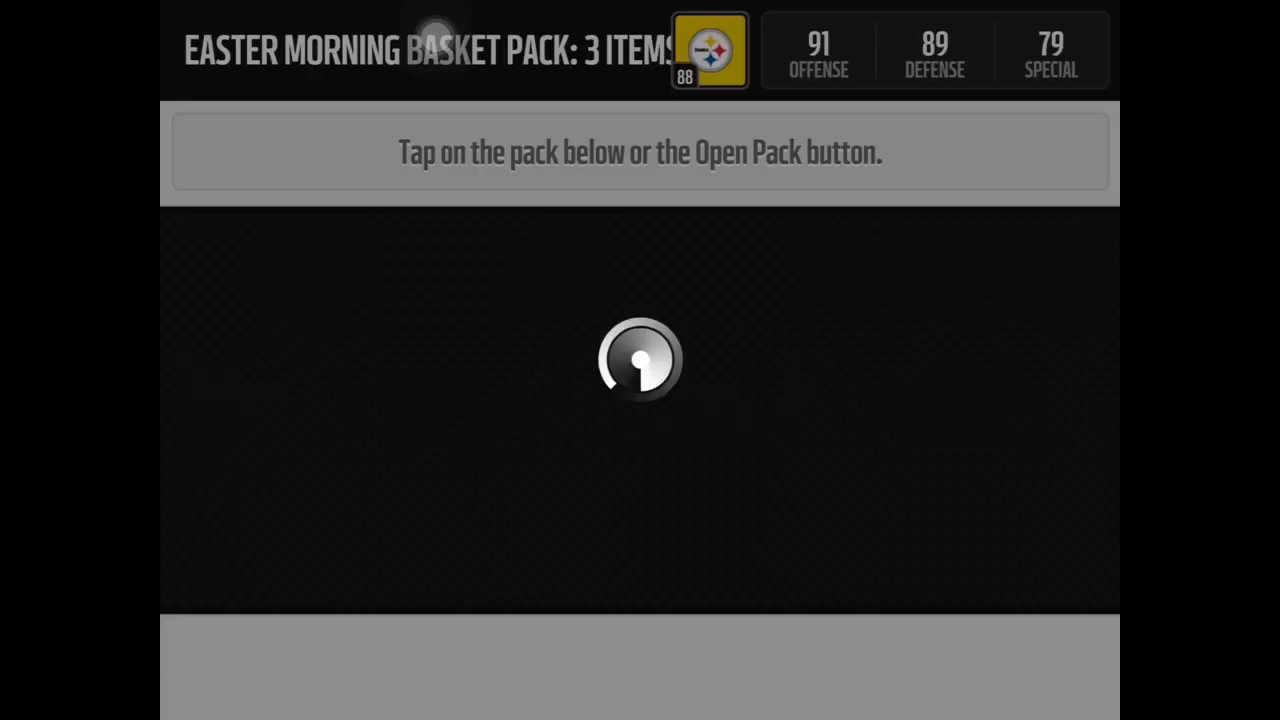 EASTER MORNING BASKET PACK: 3 ITEMS
88
91
OFFENSE
89
DEFENSE
79
SPECIAL
Tap on the pack below or the Open Pack button.